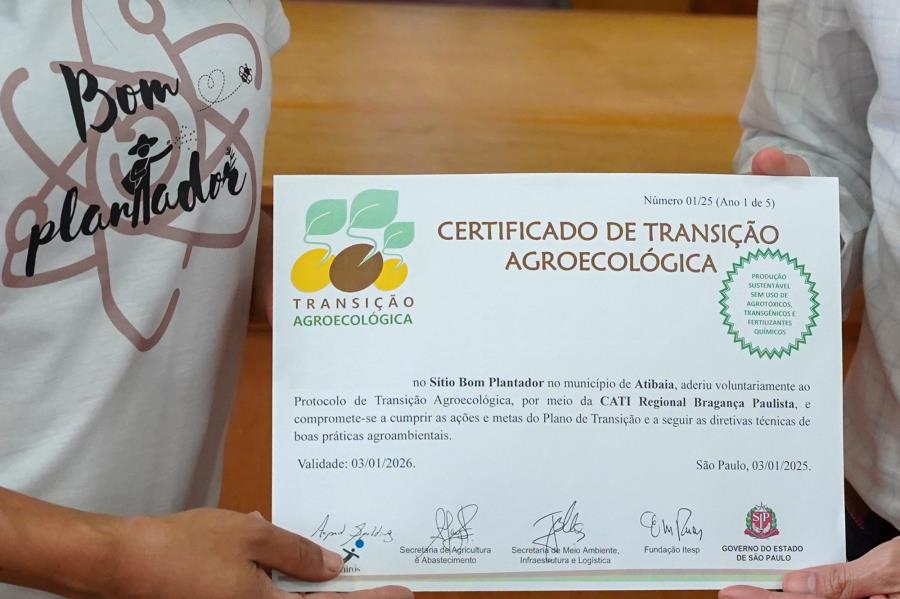 Bom
plantador
Número 01/25 (Ano 1 de 5)
CERTIFICADO DE TRANSIÇÃO
AGROECOLÓGICA
TRANSIÇÃO
AGROECOLÓGICA
PRODUÇÃO
SUSTENTÁVEL
SEM USO DE
AGROTÓXICOS,
TRANSGÊNICOS E
FERTILIZANTES
QUÍMICOS
no Sítio Bom Plantador no município de Atibaia, aderiu voluntariamente ao
Protocolo de Transição Agroecológica, por meio da CATI Regional Bragança Paulista, e
compromete-se a cumprir as ações e metas do Plano de Transição e a seguir as diretivas técnicas de
boas práticas agroambientais.
Validade: 03/01/2026.
São Paulo, 03/01/2025.
Secretaria de Agricultura
e Abastecimento
Secretaria de Meio Ambiente,
Infraestrutura e Logística
Fundação Itesp
SP
GOVERNO DO ESTADO
DE SÃO PAULO